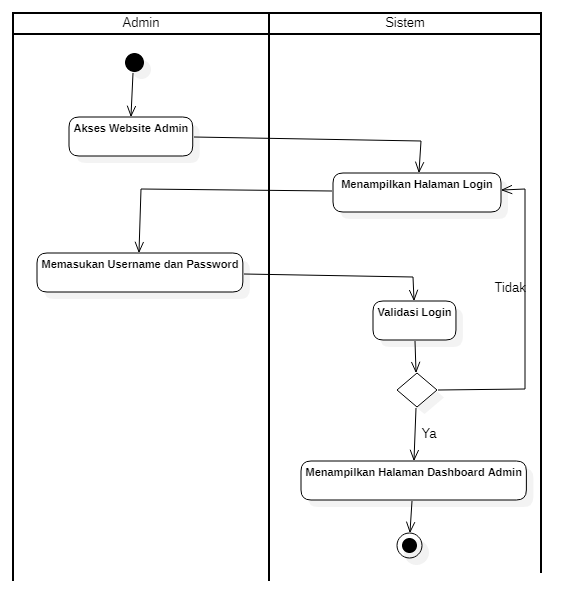 Admin
Sistem
Akses Website Admin
Menampilkan Halaman Login
Memasukan Username dan Password
Tidak
Validasi Login
Ya
Menampilkan Halaman Dashboard Admin